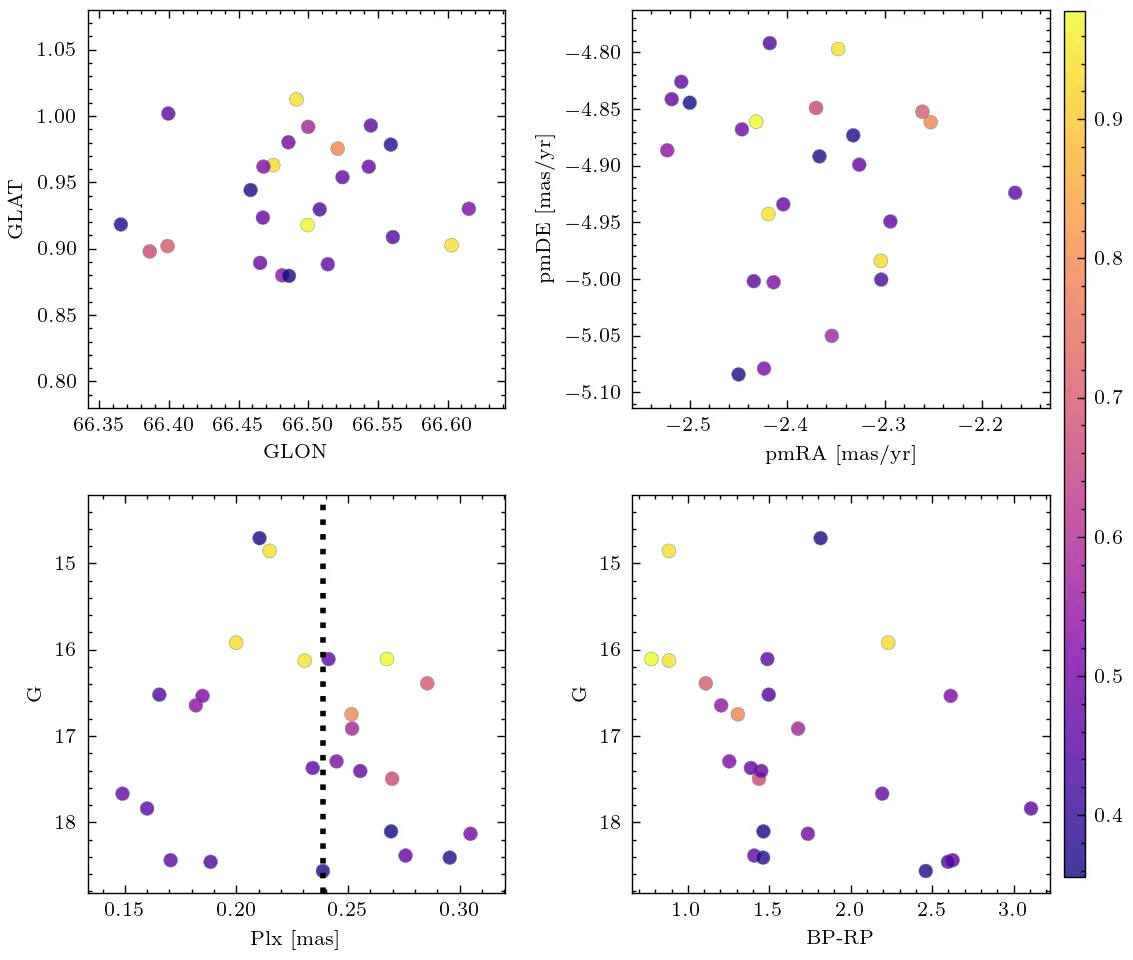 1.05
1.00
0.95
0.90
0.85
0.80
GLAT
66.35 66.40 66.45 66.50 66.55 66.60
GLON
−4.80
−4.85
−4.90
−4.95
−5.00
−5.05
−5.10
pmDE [mas/yr]
−2.5 −2.4 −2.3 −2.2
pmRA [mas/yr]
0.9
0.8
0.7
0.6
0.5
0.4
15
16
17
18
G
0.15 0.20 0.25 0.30
Plx [mas]
15
16
17
18
G
1.0 1.5 2.0 2.5 3.0
BP-RP